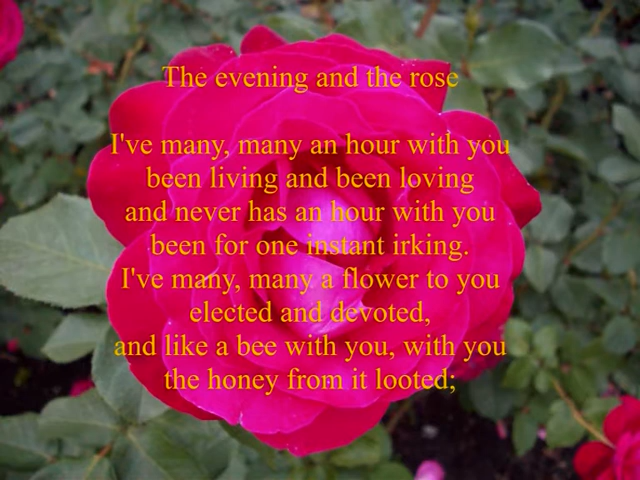 The evening and the rose
I've many, many an hour with you
been living and been loving
and never has an hour with you
been for one instant irking.
I've many, many a flower to you
elected and devoted,
and like a bee with you, with you
the honey from it looted;